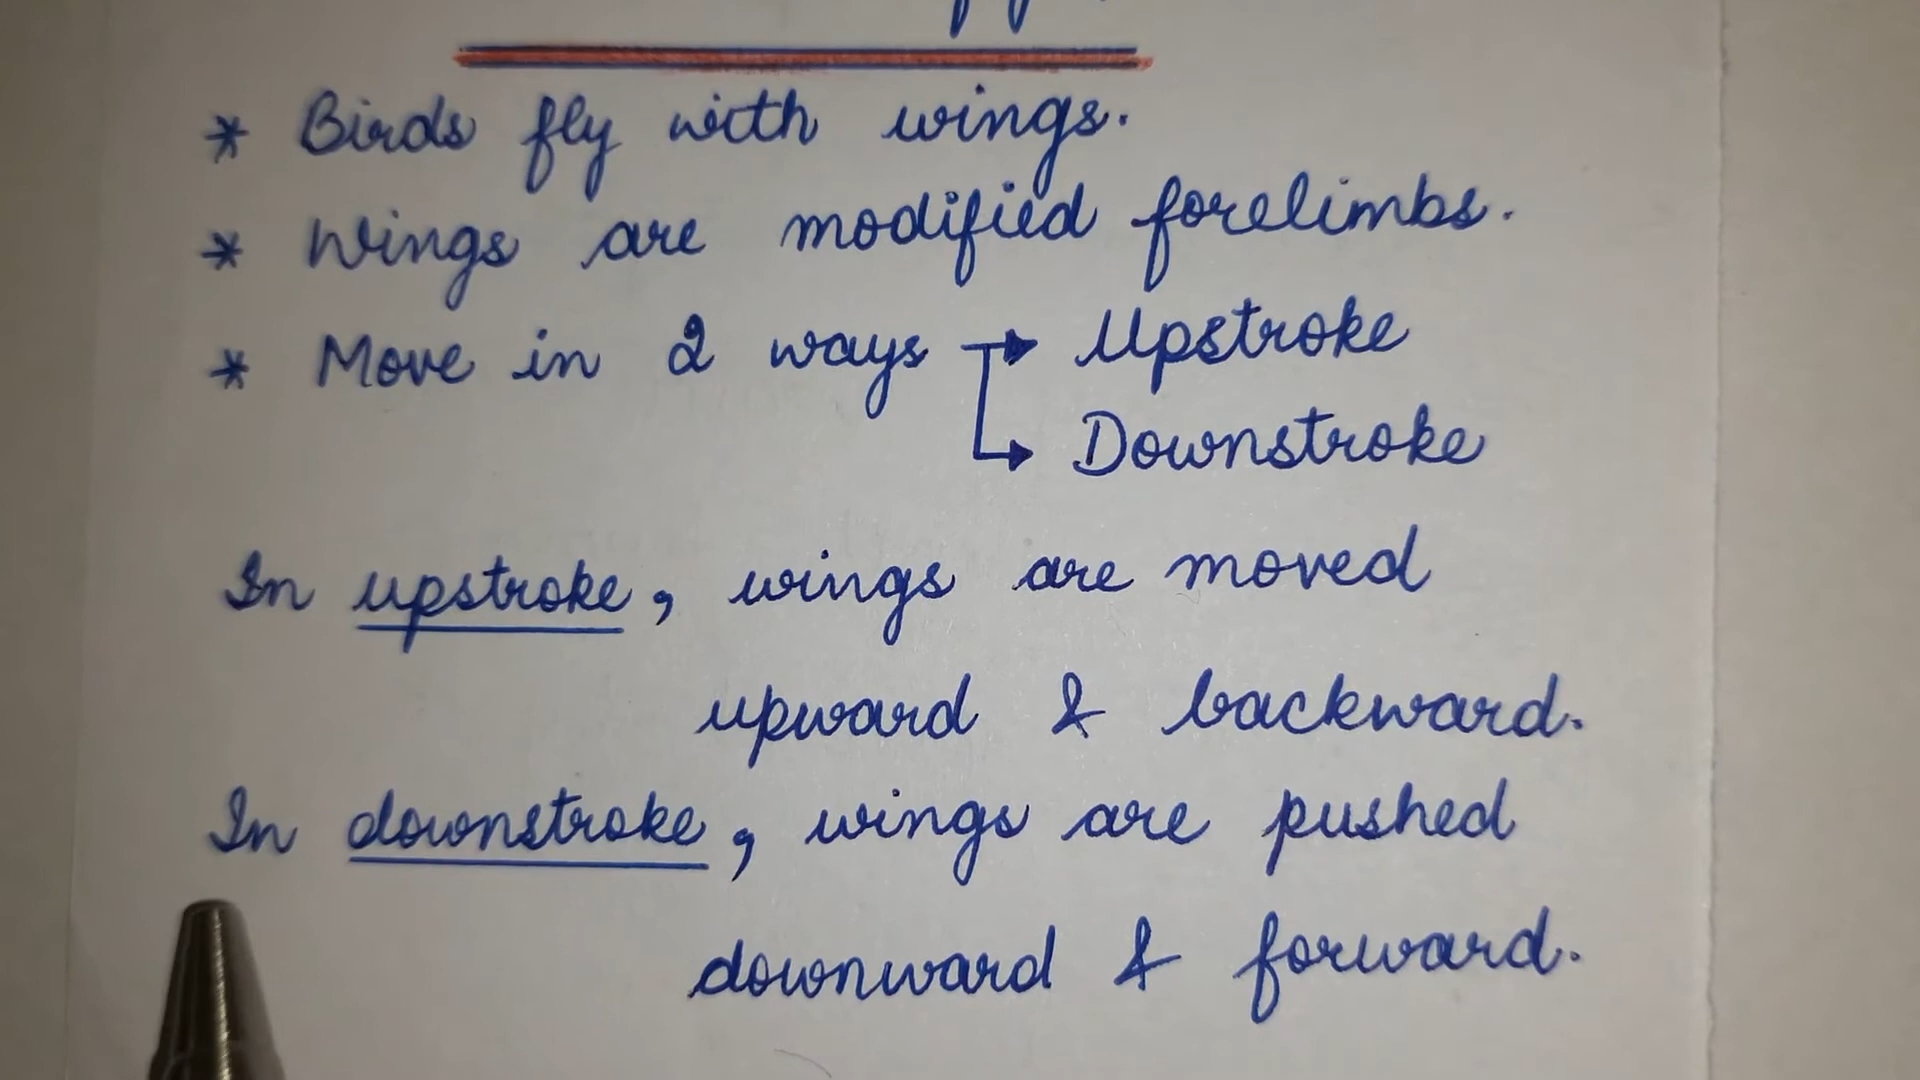 * Birds fly with wings.
* Wings are modified forelimbs.
* Move in 2 ways → Upstroke
→ Downstroke
In upstroke, wings are moved
upward & backward.
In downstroke, wings are pushed
downward & forward.